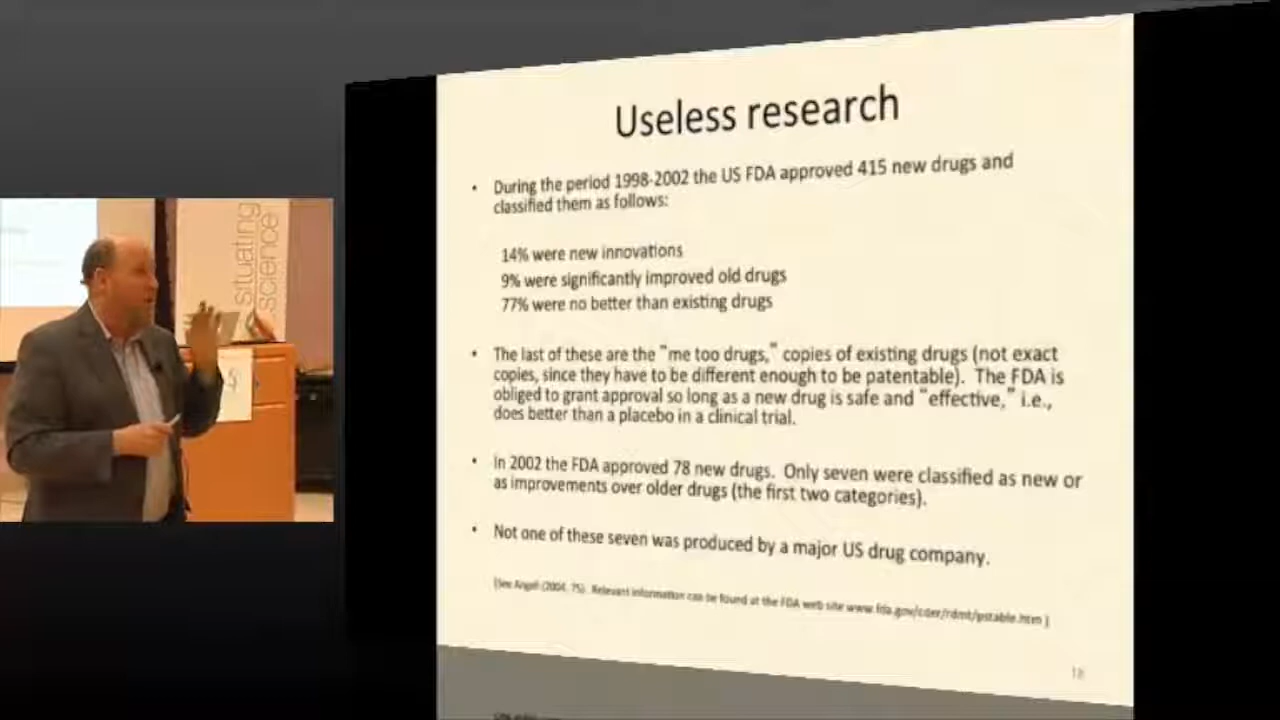 situating
science
Useless research
• During the period 1998-2002 the US FDA approved 415 new drugs and
classified them as follows:
14% were new innovations
9% were significantly improved old drugs
77% were no better than existing drugs
• The last of these are the "me too drugs," copies of existing drugs (not exact
copies, since they have to be different enough to be patentable). The FDA is
obliged to grant approval so long as a new drug is safe and "effective," i.e.,
does better than a placebo in a clinical trial.
• In 2002 the FDA approved 78 new drugs. Only seven were classified as new or
as improvements over older drugs (the first two categories).
• Not one of these seven was produced by a major US drug company.
(See Angell (2004, 75). Relevant information can be found at the FDA web site www.fda.gov/cder/rdmt/pstable.htm )